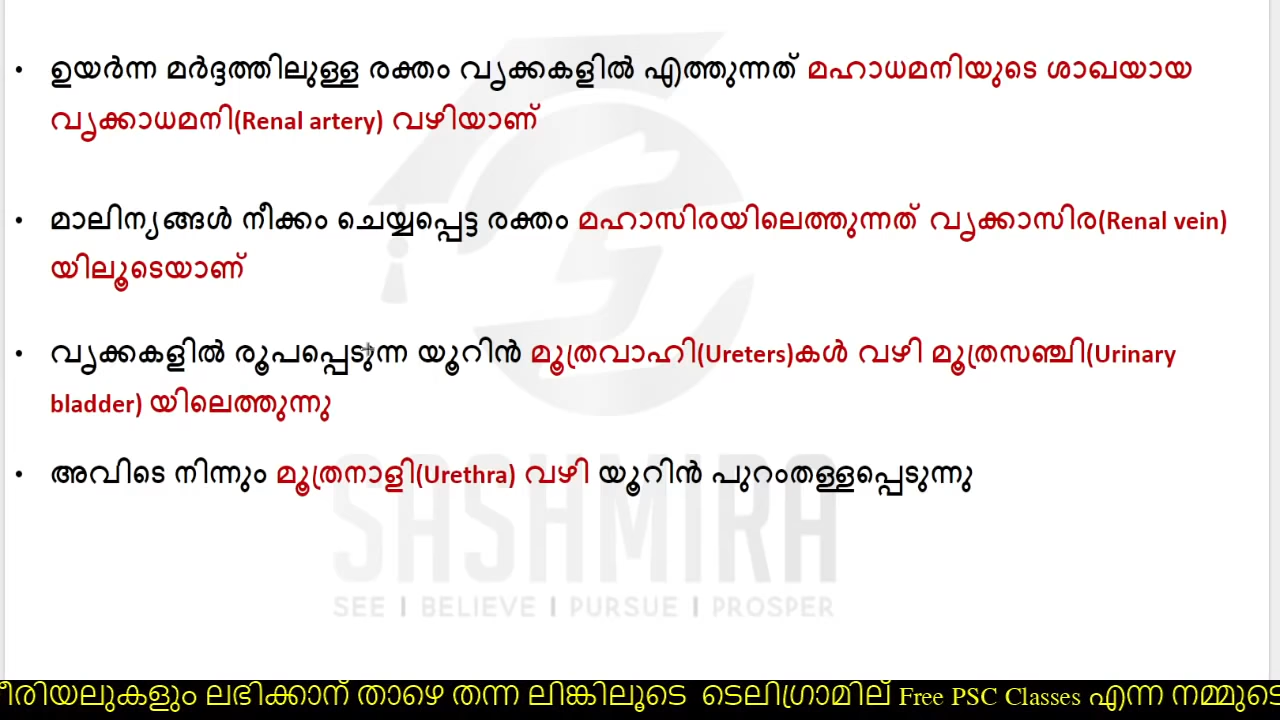 • ഉയർന്ന മർദ്ദത്തിലുള്ള രക്തം വൃക്കകളിൽ എത്തുന്നത് മഹാധമനിയുടെ ശാഖയായ
വൃക്കാധമനി(Renal artery) വഴിയാണ്
• മാലിന്യങ്ങൾ നീക്കം ചെയ്യപ്പെട്ട രക്തം മഹാസിരയിലെത്തുന്നത് വൃക്കാസിര(Renal vein)
യിലൂടെയാണ്
• വൃക്കകളിൽ രൂപപ്പെടുന്ന യൂറിൻ മൂത്രവാഹി(Ureters)കൾ വഴി മൂത്രസഞ്ചി(Urinary
bladder) യിലെത്തുന്നു
• അവിടെ നിന്നും മൂത്രനാളി(Urethra) വഴി യൂറിൻ പുറംതള്ളപ്പെടുന്നു
SASHMIRA
SEE | BELIEVE | PURSUE | PROSPER
ലഭിക്കാന് താഴെ തന്ന ലിങ്കിലൂടെ ടെലിഗ്രാമില് Free PSC Classes എന്ന നമ്മുടെ